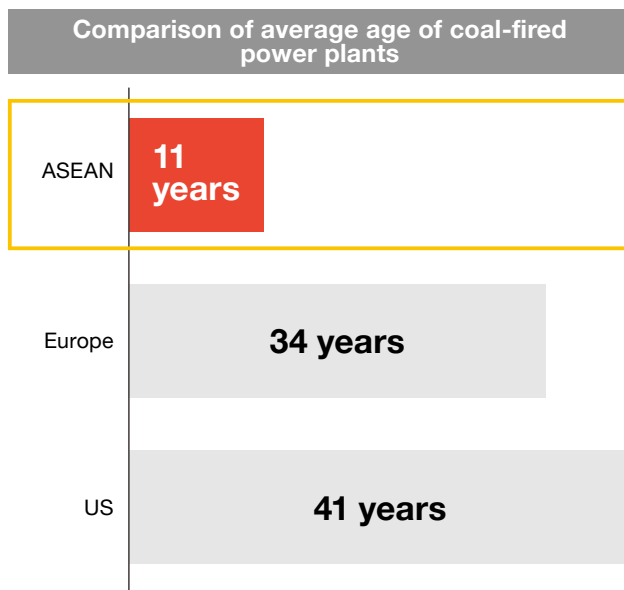 Comparison of average age of coal-fired
power plants
ASEAN
11
years
Europe
34 years
US
41 years